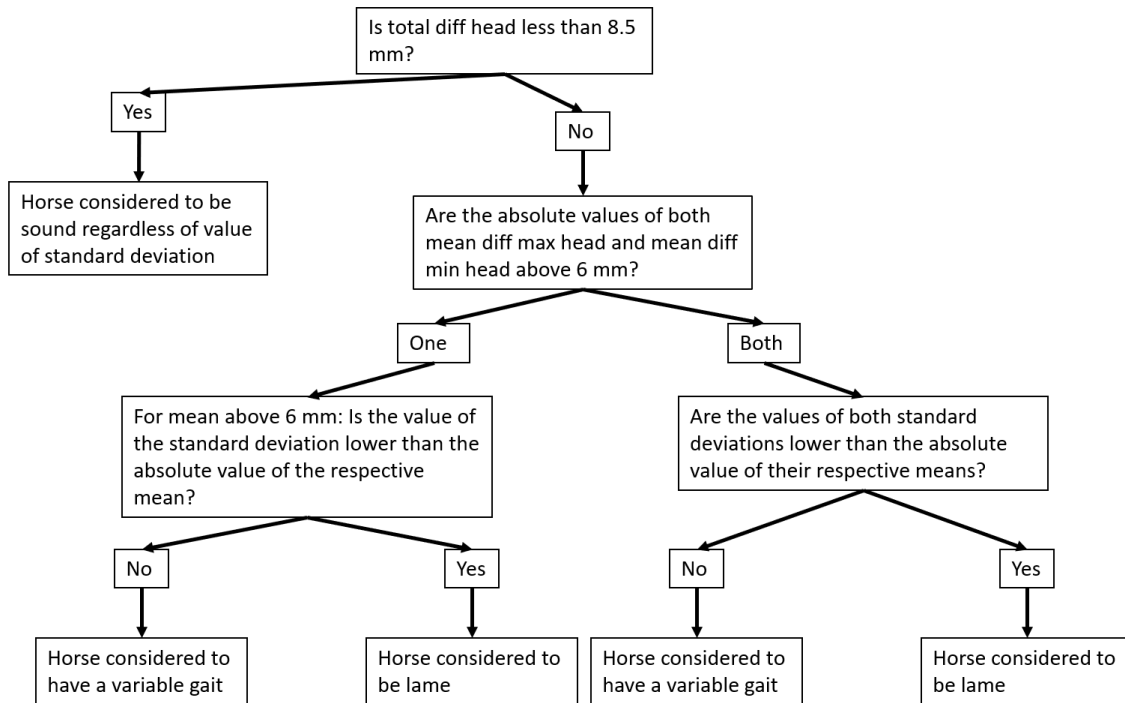 Is total diff head less than 8.5
mm?
Yes
No
Horse considered to be
sound regardless of value
of standard deviation
Are the absolute values of both
mean diff max head and mean diff
min head above 6 mm?
One
Both
For mean above 6 mm: Is the value of
the standard deviation lower than the
absolute value of the respective
mean?
Are the values of both standard
deviations lower than the absolute
value of their respective means?
No
Yes
No
Yes
Horse considered to
have a variable gait
Horse considered to
be lame
Horse considered to
have a variable gait
Horse considered to
be lame